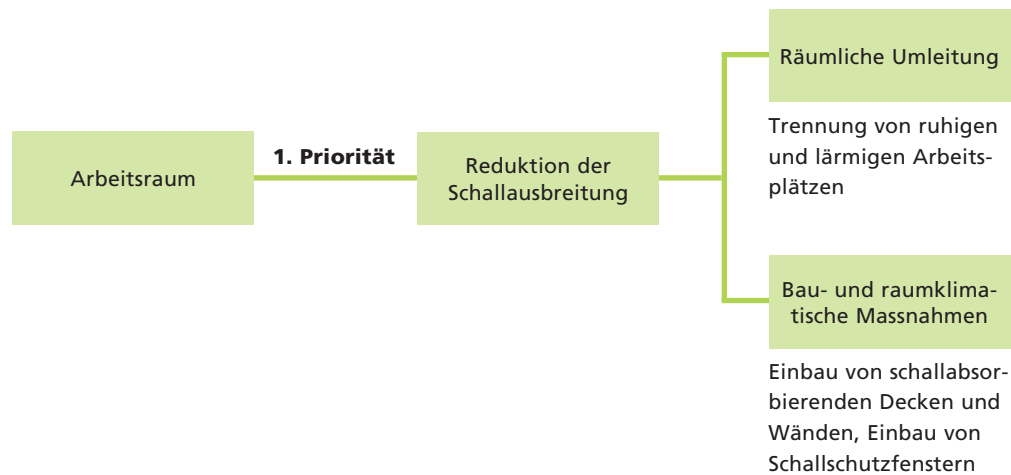 Arbeitsraum
1. Priorität
Reduktion der
Schallausbreitung
Räumliche Umleitung
Trennung von ruhigen
und lärmigen Arbeits-
plätzen
Bau- und raumklima-
tische Massnahmen
Einbau von schallabsor-
bierenden Decken und
Wänden, Einbau von
Schallschutzfenstern